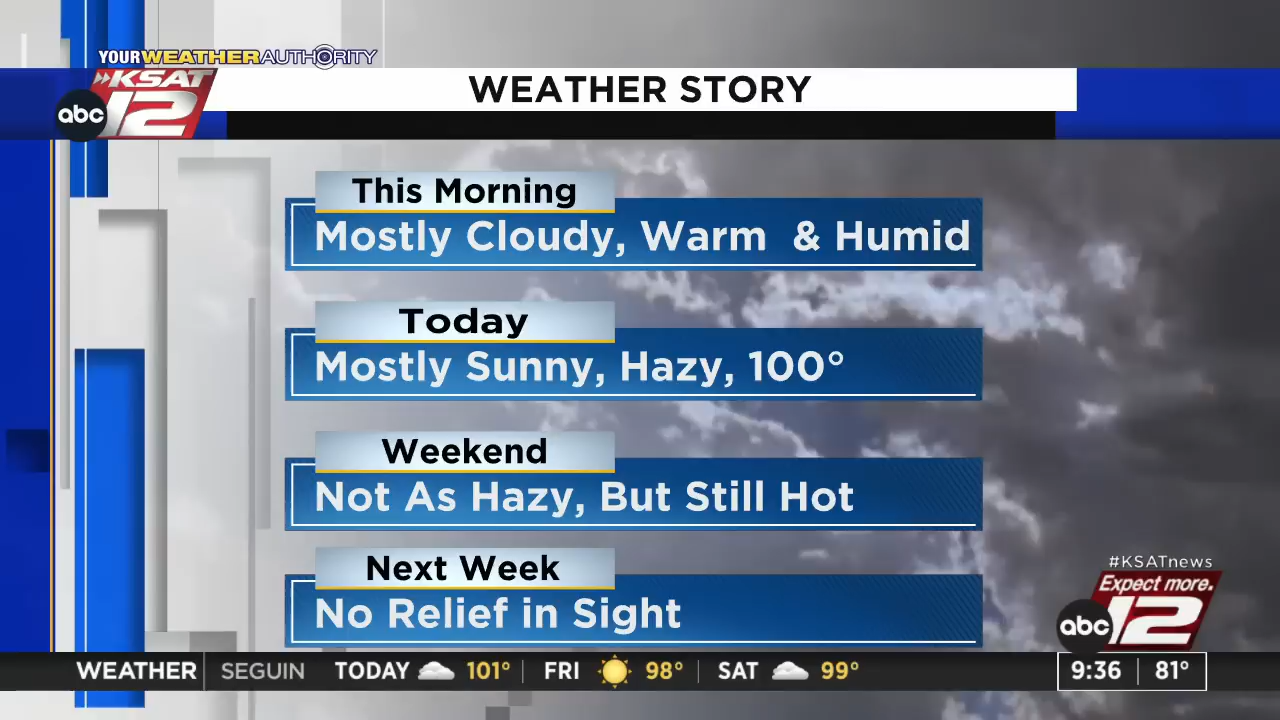 YOURWEATHERAUTHORITY
KSAT
abc 12
WEATHER STORY
This Morning
Mostly Cloudy, Warm & Humid
Today
Mostly Sunny, Hazy, 100°
Weekend
Not As Hazy, But Still Hot
Next Week
No Relief in Sight
#KSATnews
Expect more.
abc 12
WEATHER SEGUIN TODAY 101° FRI 98° SAT 99° 9:36 81°